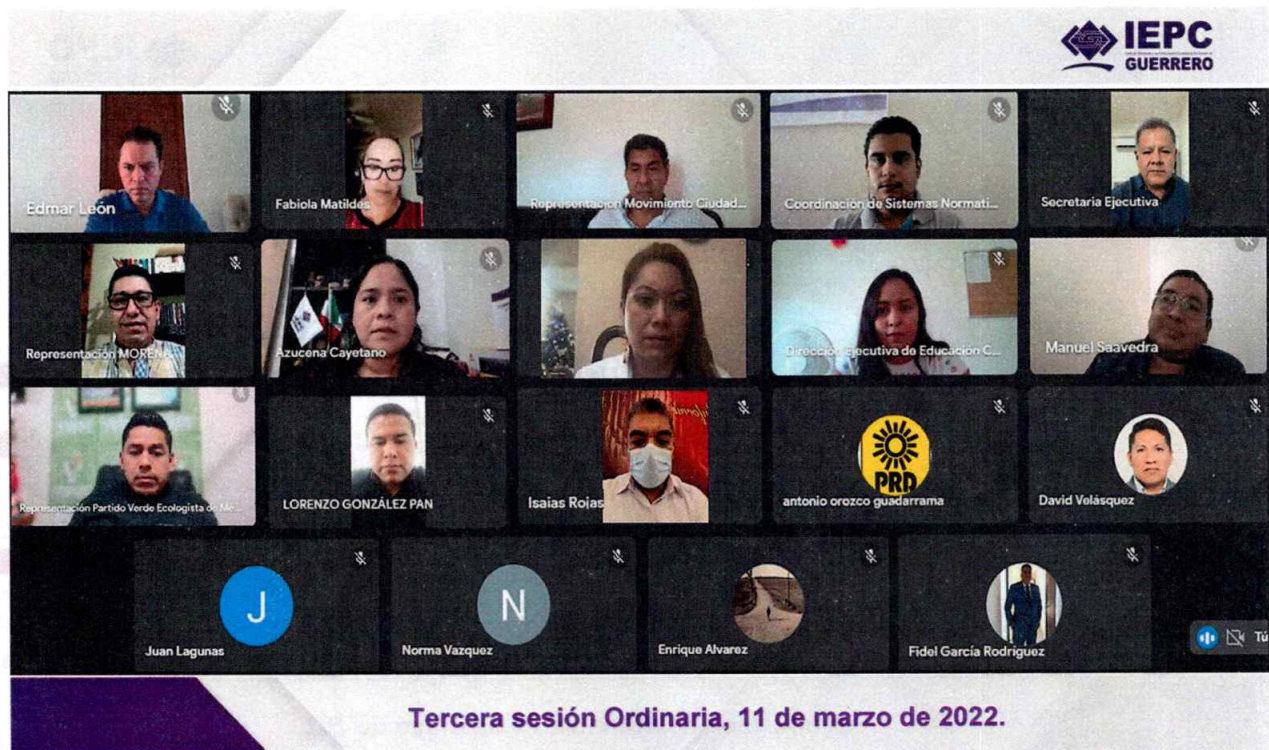 IEPC
GUERRERO
Edmar León
Fabiola Matildes
Representación Movimiento Ciudad...
Coordinación de Sistemas Normati...
Secretaria Ejecutiva
Representación MORENA
Azucena Cayetano
Dirección Ejecutiva de Educación C...
Manuel Saavedra
Representación Partido Verde Ecologista de Mé...
LORENZO GONZÁLEZ PAN
Isaias Rojas
PRD
antonio orozco guadarrama
David Velásquez
J
Juan Lagunas
N
Norma Vazquez
Enrique Alvarez
Fidel García Rodriguez
Tú
Tercera sesión Ordinaria, 11 de marzo de 2022.